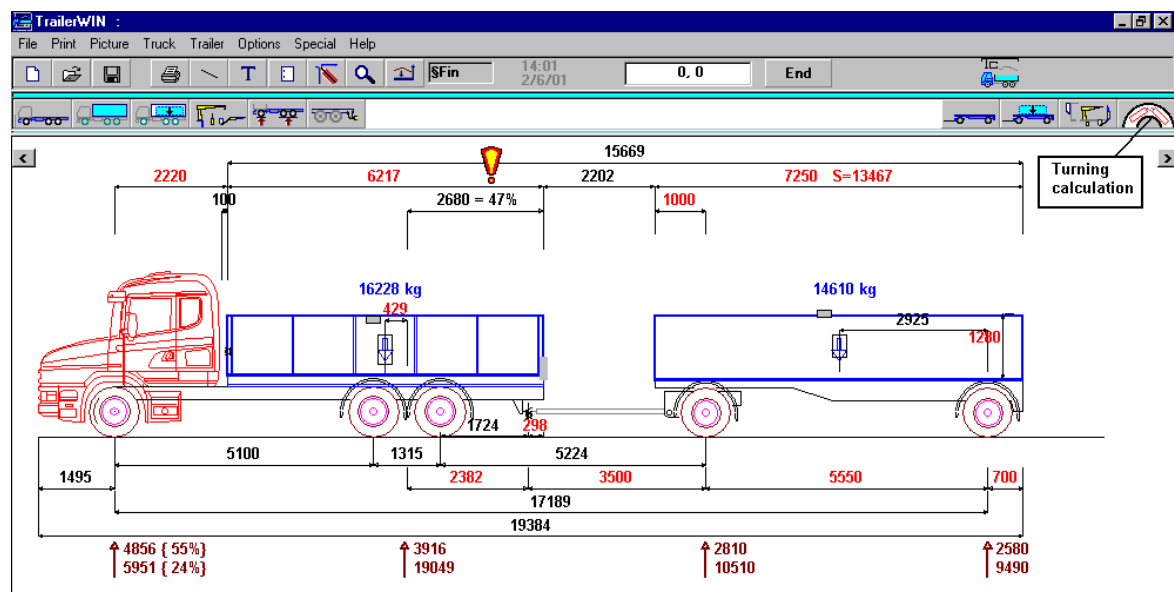 TrailerWIN :
File Print Picture Truck Trailer Options Special Help
T §Fin 14:01 0, 0 End
2/6/01
Turning
calculation
15669
2220 6217 2202 7250 S=13467
100 2680 = 47% 1000
16228 kg 14610 kg
429 2925 1280
1724 298
5100 1315 5224
1495 2382 3500 5550 700
17189
19384
4856 { 55%} 3916 2810 2580
5951 { 24%} 19049 10510 9490